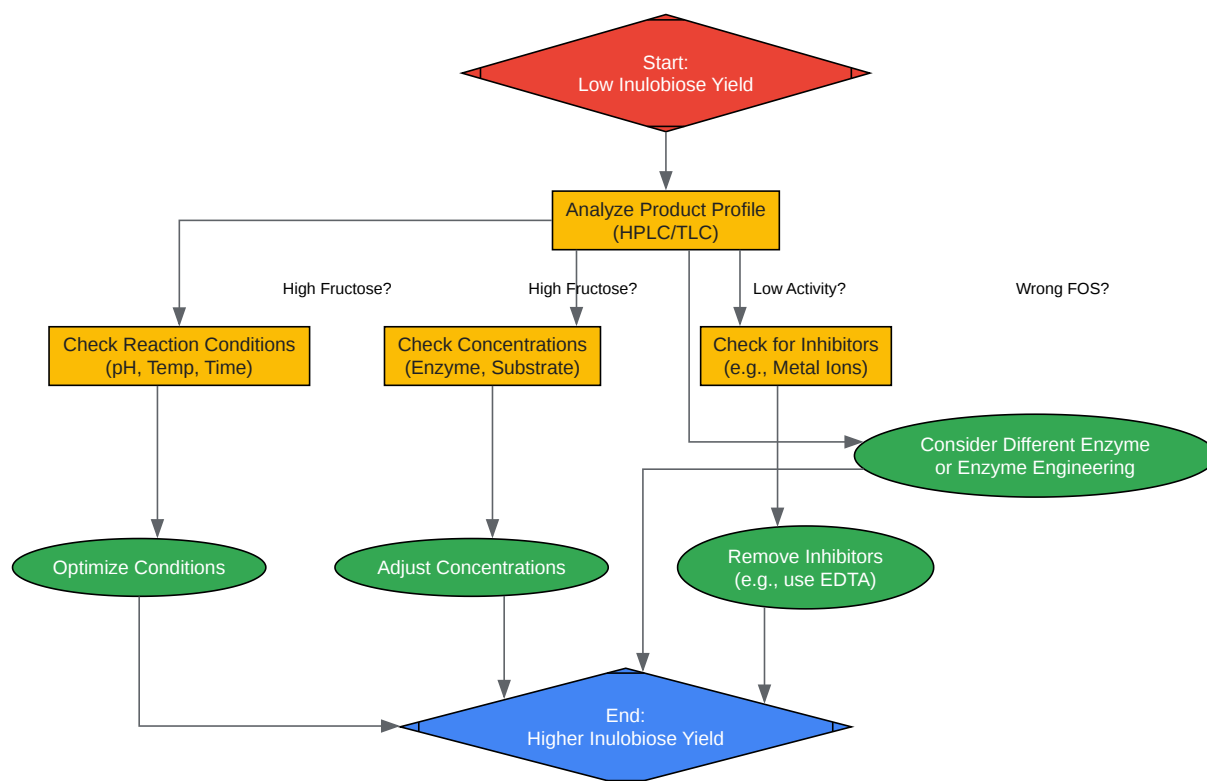 Start:
Low Inulobiose Yield
Analyze Product Profile
(HPLC/TLC)
High Fructose?
High Fructose?
Low Activity?
Wrong FOS?
Check Reaction Conditions
(pH, Temp, Time)
Check Concentrations
(Enzyme, Substrate)
Check for Inhibitors
(e.g., Metal Ions)
Consider Different Enzyme
or Enzyme Engineering
Optimize Conditions
Adjust Concentrations
Remove Inhibitors
(e.g., use EDTA)
End:
Higher Inulobiose Yield